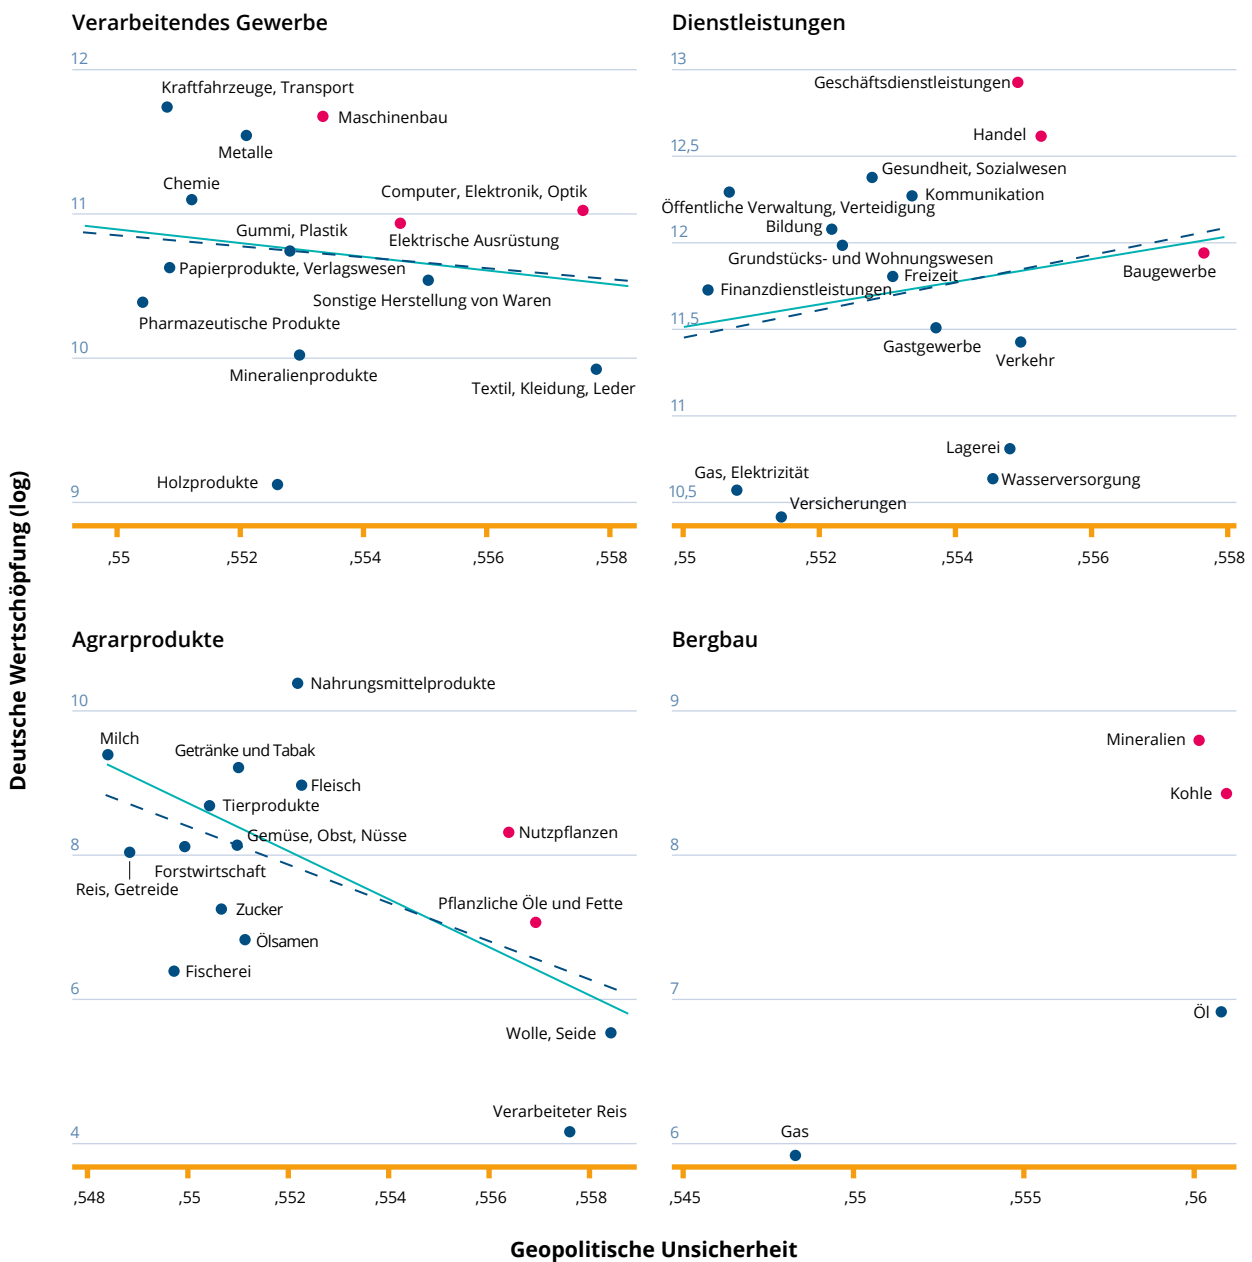 Verarbeitendes Gewerbe
12
Kraftfahrzeuge, Transport
Maschinenbau
Metalle
Chemie
Computer, Elektronik, Optik
11
Gummi, Plastik
Elektrische Ausrüstung
Papierprodukte, Verlagswesen
Sonstige Herstellung von Waren
Pharmazeutische Produkte
10
Mineralienprodukte
Textil, Kleidung, Leder
Holzprodukte
9
,55
,552
,554
,556
,558
Dienstleistungen
13
Geschäftsdienstleistungen
Handel
12,5
Gesundheit, Sozialwesen
Kommunikation
Öffentliche Verwaltung, Verteidigung
Bildung
12
Grundstücks- und Wohnungswesen
Baugewerbe
Freizeit
Finanzdienstleistungen
11,5
Gastgewerbe
Verkehr
11
Lagerei
Gas, Elektrizität
Wasserversorgung
10,5
Versicherungen
,55
,552
,554
,556
,558
Deutsche Wertschöpfung (log)
Agrarprodukte
Nahrungsmittelprodukte
10
Milch
Getränke und Tabak
Fleisch
Tierprodukte
Nutzpflanzen
Gemüse, Obst, Nüsse
8
Forstwirtschaft
Reis, Getreide
Pflanzliche Öle und Fette
Zucker
Ölsamen
Fischerei
6
Wolle, Seide
Verarbeiteter Reis
4
,548
,55
,552
,554
,556
,558
Bergbau
9
Mineralien
Kohle
8
7
Öl
6
Gas
,545
,55
,555
,56
Geopolitische Unsicherheit